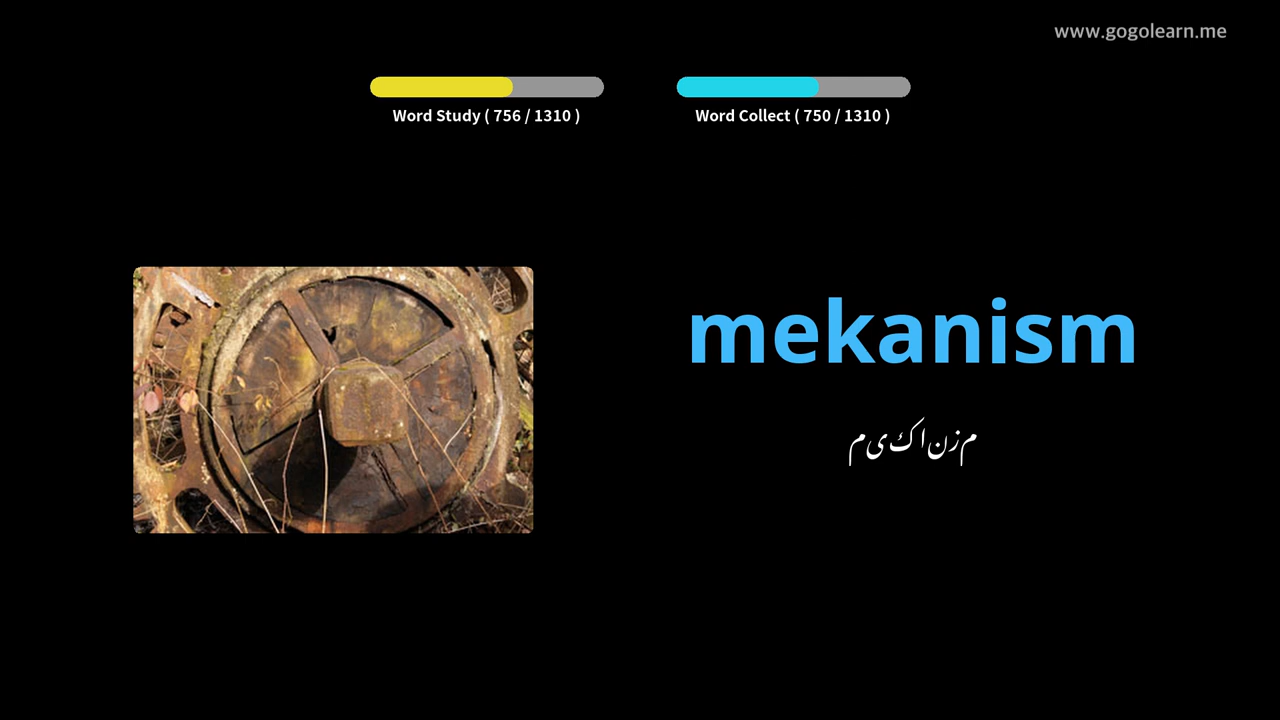 www.gogolearn.me
Word Study ( 756 / 1310 )
Word Collect ( 750 / 1310 )
mekanism
میکانزم